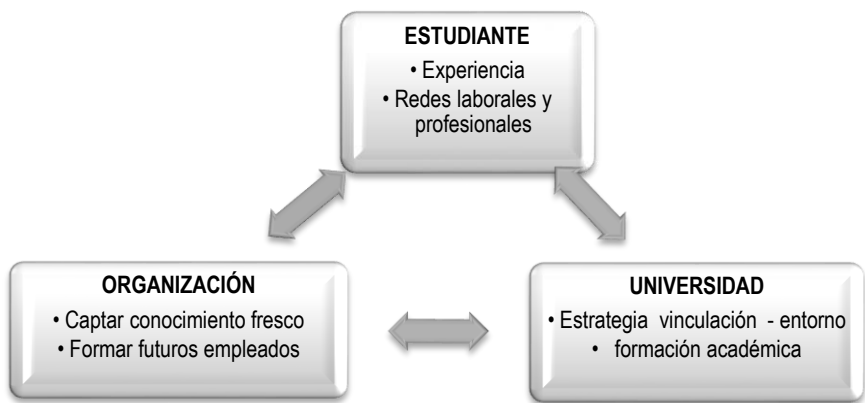 ESTUDIANTE
• Experiencia
• Redes laborales y
profesionales
ORGANIZACIÓN
• Captar conocimiento fresco
• Formar futuros empleados
UNIVERSIDAD
• Estrategia vinculación - entorno
• formación académica